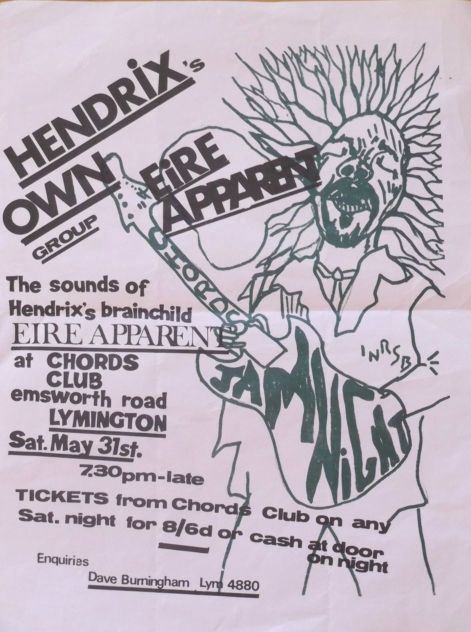 HENDRIX's
OWN
GROUP
EiRE
APPARENT
CHORDS
The sounds of
Hendrix's brainchild
EIRE APPARENT
at CHORDS
CLUB
emsworth road
LYMINGTON
Sat. May 31st.
7.30pm-late
JAM
NiGHT
INRSB
TICKETS from Chords Club on any
Sat. night for 8/6d or cash at door
on night
Enquiries
Dave Burningham Lym 4880